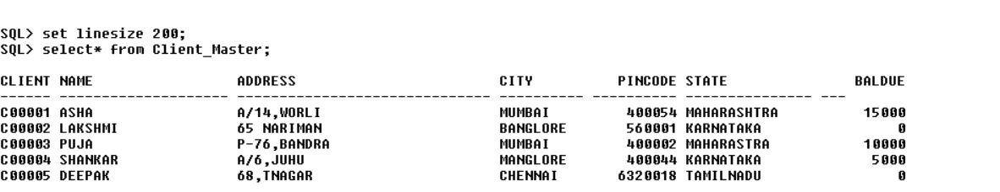 SQL> set linesize 200;
SQL> select* from Client_Master;
CLIENT NAME                 ADDRESS                        CITY          PINCODE STATE               BALDUE
------ -------------------- ------------------------------ ---------- ---------- --------------- ---
C00001 ASHA                 A/14,WORLI                     MUMBAI         400054 MAHARASHTRA          15000
C00002 LAKSHMI              65 NARIMAN                     BANGLORE       560001 KARNATAKA                0
C00003 PUJA                 P-76,BANDRA                    MUMBAI         400002 MAHARASTRA           10000
C00004 SHANKAR              A/6,JUHU                       MANGLORE       400044 KARNATAKA             5000
C00005 DEEPAK               68,TNAGAR                      CHENNAI       6320018 TAMILNADU                0